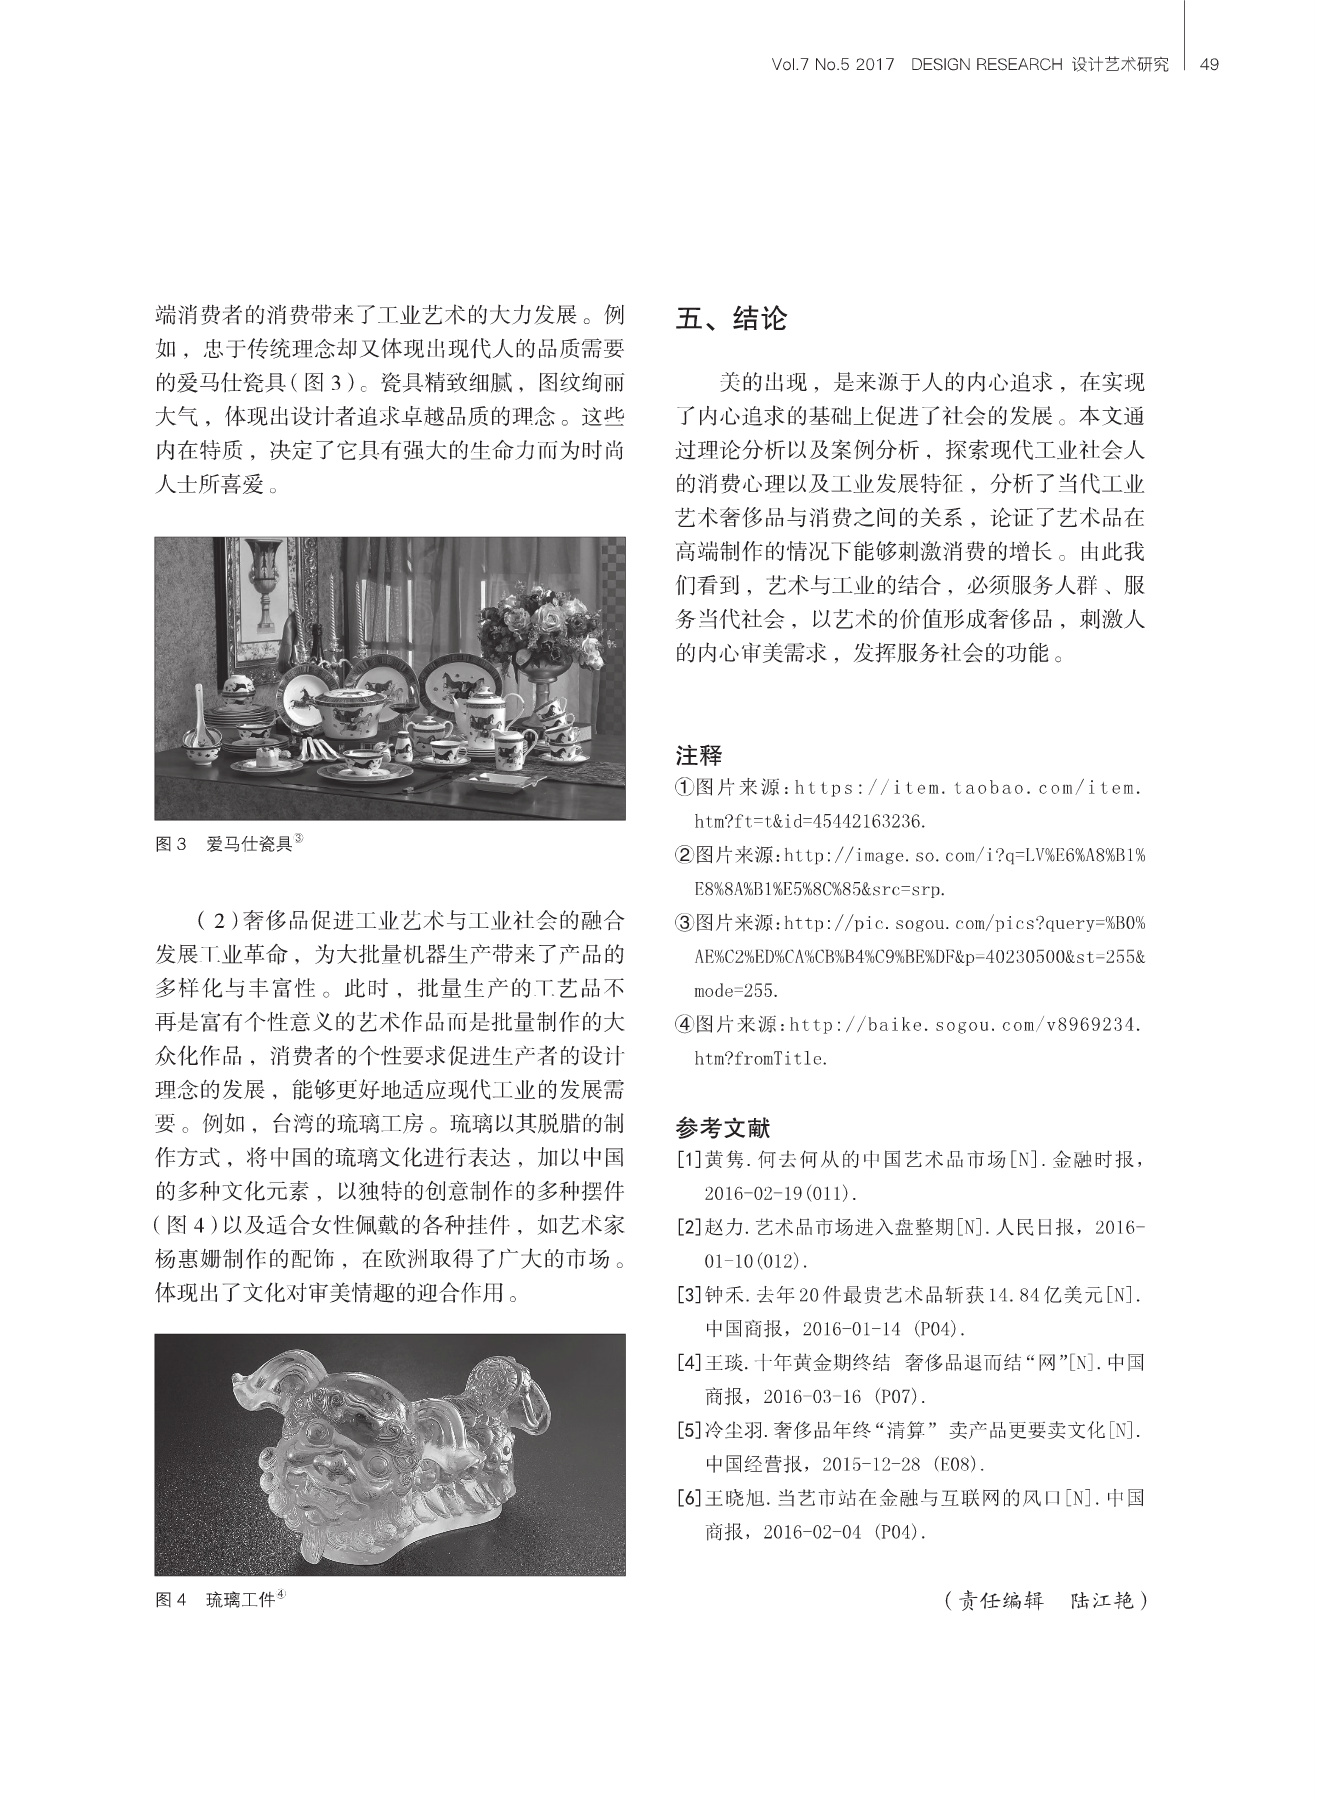 Vol.7 No.5 2017 DESIGN RESEARCH 设计艺术研究 49
端消费者的消费带来了工业艺术的大力发展。例
如，忠于传统理念却又体现出现代人的品质需要
的爱马仕瓷具(图 3)。瓷具精致细腻，图纹绚丽
大气，体现出设计者追求卓越品质的理念。这些
内在特质，决定了它具有强大的生命力而为时尚
人士所喜爱。
图 3 爱马仕瓷具③
(2)奢侈品促进工业艺术与工业社会的融合
发展工业革命，为大批量机器生产带来了产品的
多样化与丰富性。此时，批量生产的工艺品不
再是富有个性意义的艺术作品而是批量制作的大
众化作品，消费者的个性要求促进生产者的设计
理念的发展，能够更好地适应现代工业的发展需
要。例如，台湾的琉璃工房。琉璃以其脱腊的制
作方式，将中国的琉璃文化进行表达，加以中国
的多种文化元素，以独特的创意制作的多种摆件
(图 4)以及适合女性佩戴的各种挂件，如艺术家
杨惠姗制作的配饰，在欧洲取得了广大的市场。
体现出了文化对审美情趣的迎合作用。
图 4 琉璃工件④
五、结论
美的出现，是来源于人的内心追求，在实现
了内心追求的基础上促进了社会的发展。本文通
过理论分析以及案例分析，探索现代工业社会人
的消费心理以及工业发展特征，分析了当代工业
艺术奢侈品与消费之间的关系，论证了艺术品在
高端制作的情况下能够刺激消费的增长。由此我
们看到，艺术与工业的结合，必须服务人群、服
务当代社会，以艺术的价值形成奢侈品，刺激人
的内心审美需求，发挥服务社会的功能。
注释
①图片来源:https://item.taobao.com/item.
htm?ft=t&id=45442163236.
②图片来源:http://image.so.com/i?q=LV%E6%A8%B1%
E8%8A%B1%E5%8C%85&src=srp.
③图片来源:http://pic.sogou.com/pics?query=%B0%
AE%C2%ED%CA%CB%B4%C9%BE%DF&p=40230500&st=255&
mode=255.
④图片来源:http://baike.sogou.com/v8969234.
htm?fromTitle.
参考文献
[1]黄隽.何去何从的中国艺术品市场[N].金融时报，
2016-02-19(011).
[2]赵力.艺术品市场进入盘整期[N].人民日报，2016-
01-10(012).
[3]钟禾.去年20件最贵艺术品斩获14.84亿美元[N].
中国商报，2016-01-14 (P04).
[4]王琰.十年黄金期终结 奢侈品退而结“网”[N].中国
商报，2016-03-16 (P07).
[5]冷尘羽.奢侈品年终“清算” 卖产品更要卖文化[N].
中国经营报，2015-12-28 (E08).
[6]王晓旭.当艺市站在金融与互联网的风口[N].中国
商报，2016-02-04 (P04).
(责任编辑 陆江艳)